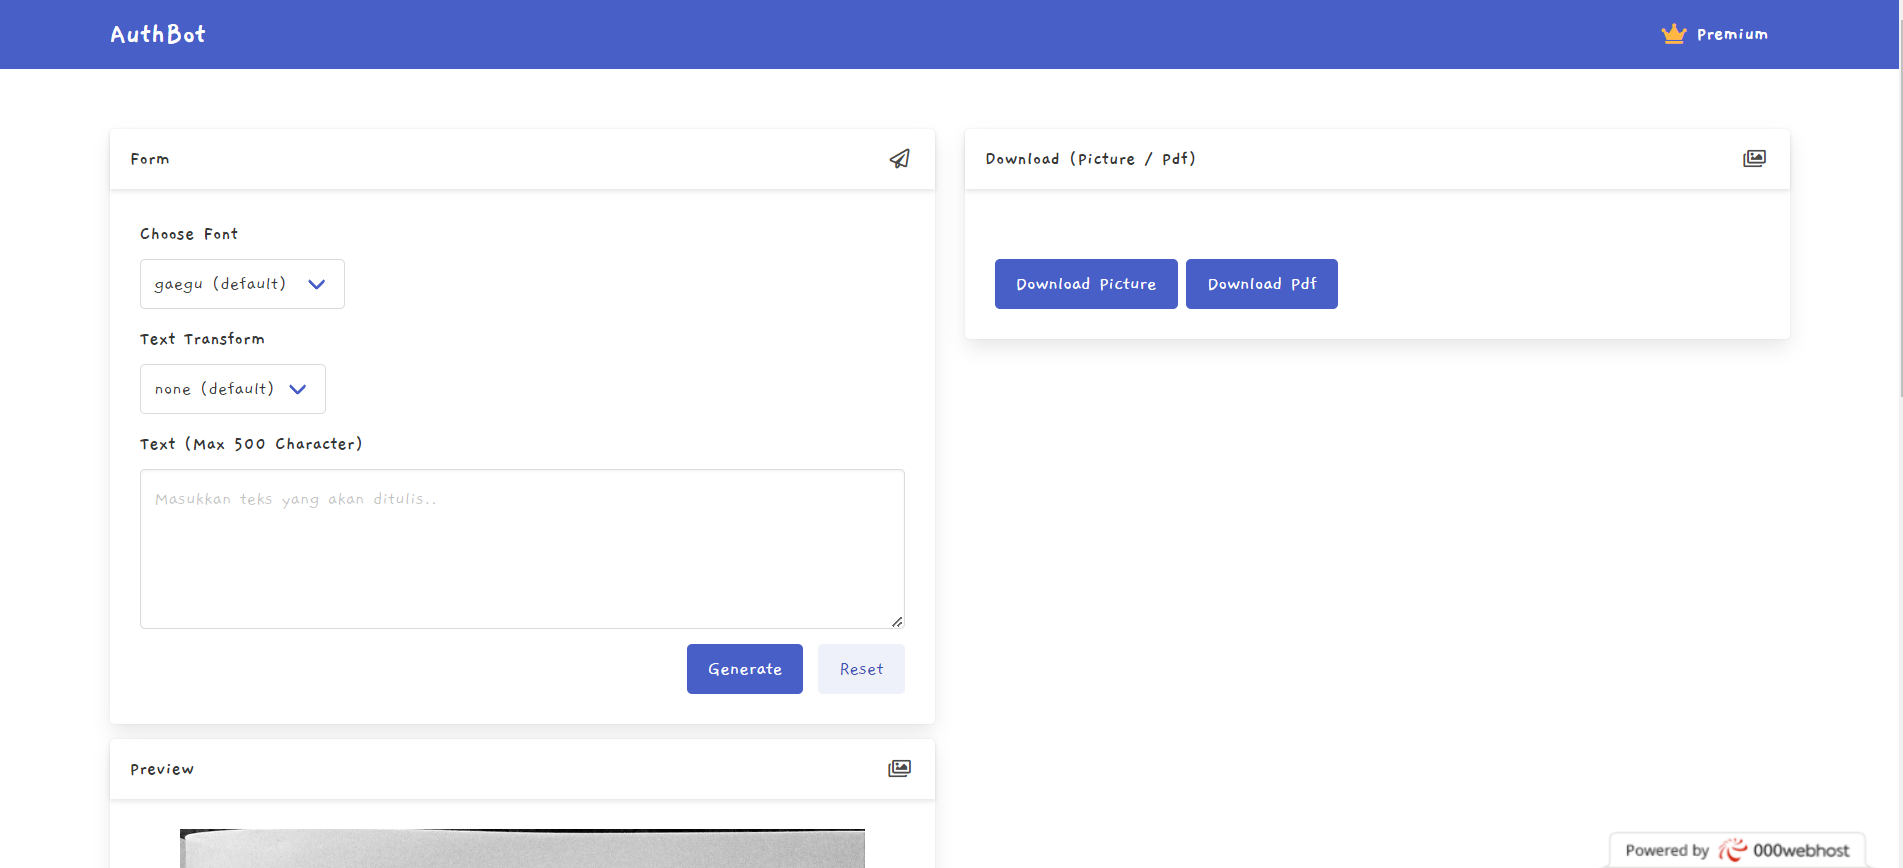 AuthBot
Premium
Form
Choose Font
gaegu (default)
Text Transform
none (default)
Text (Max 500 Character)
Masukkan teks yang akan ditulis..
Generate
Reset
Preview
Download (Picture / Pdf)
Download Picture
Download Pdf
Powered by 000webhost